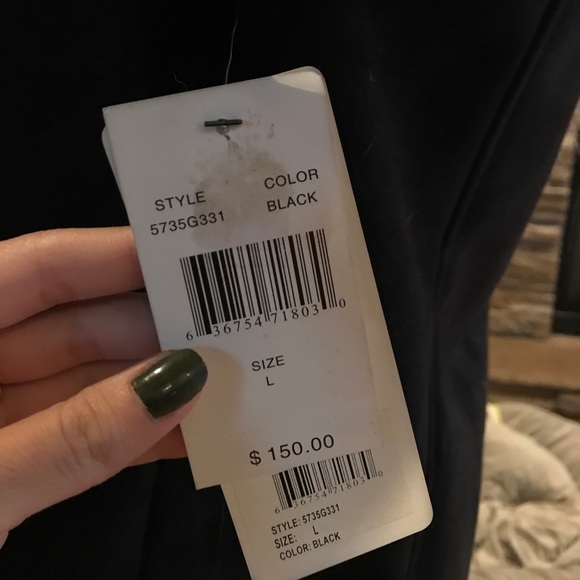 STYLE COLOR
5735G331 BLACK
6 36754 71803 0
SIZE
L
$ 150.00
6 36754 71803 0
STYLE: 5735G331
SIZE: L
COLOR: BLACK